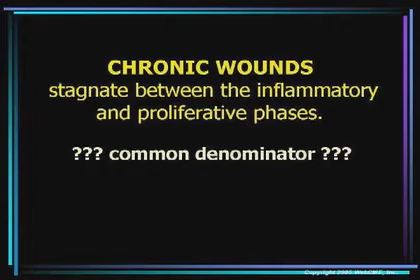 CHRONIC WOUNDS
stagnate between the inflammatory
and proliferative phases.
??? common denominator ???
Copyright 2005 WebCME, Inc.